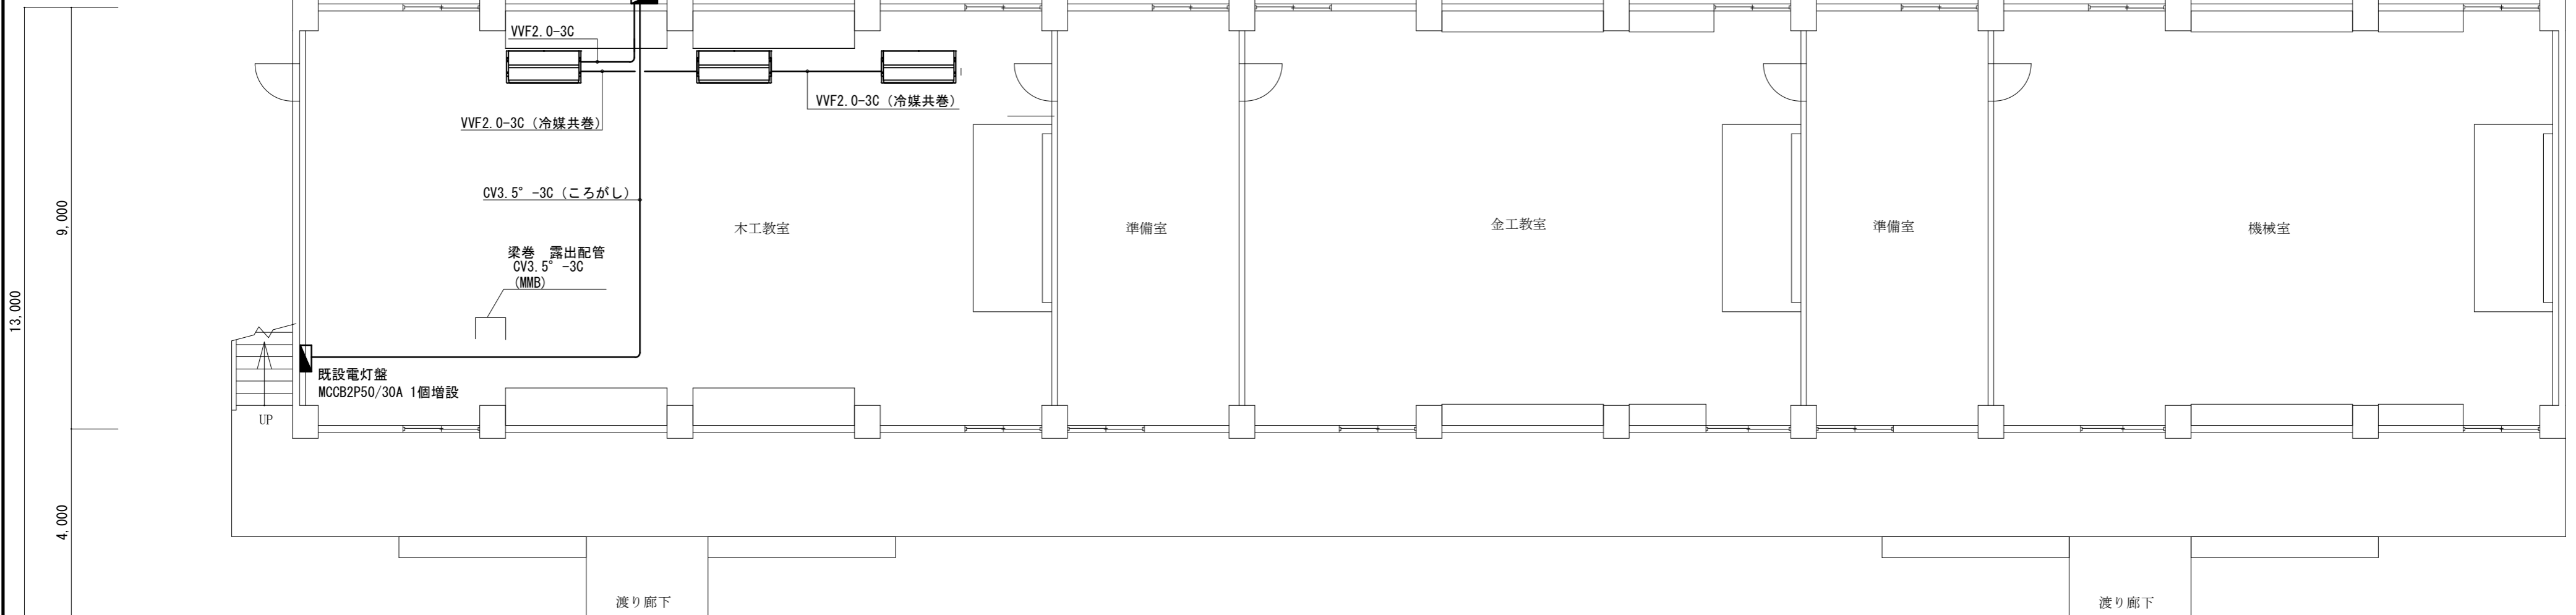 VVF2.0-3C
VVF2.0-3C（冷媒共巻）
VVF2.0-3C（冷媒共巻）
CV3.5°-3C（ころがし）
9,000
木工教室
準備室
金工教室
準備室
機械室
梁巻　露出配管
CV3.5°-3C
(MMB)
13,000
既設電灯盤
MCCB2P50/30A 1個増設
UP
4,000
渡り廊下
渡り廊下